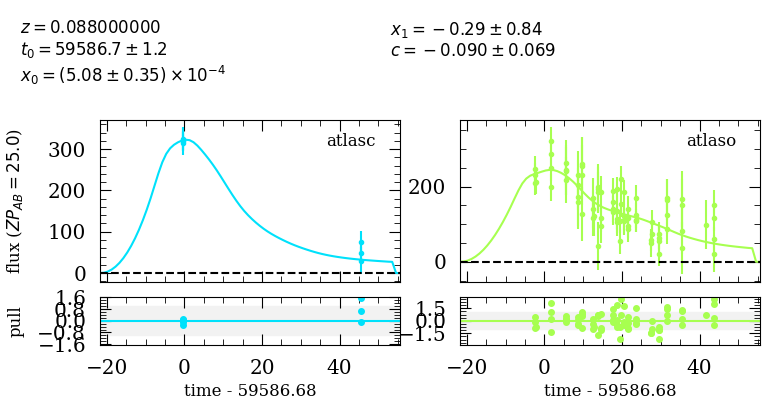 z = 0.088000000
t₀ = 59586.7 ± 1.2
x₀ = (5.08 ± 0.35) × 10⁻⁴
x₁ = −0.29 ± 0.84
c = −0.090 ± 0.069
flux (ZP_AB = 25.0)
300
200
100
0
atlasc
200
0
atlaso
pull
1.6
0.8
0.0
−0.8
−1.6
1.5
0.0
−1.5
−20 0 20 40
−20 0 20 40
time - 59586.68
time - 59586.68